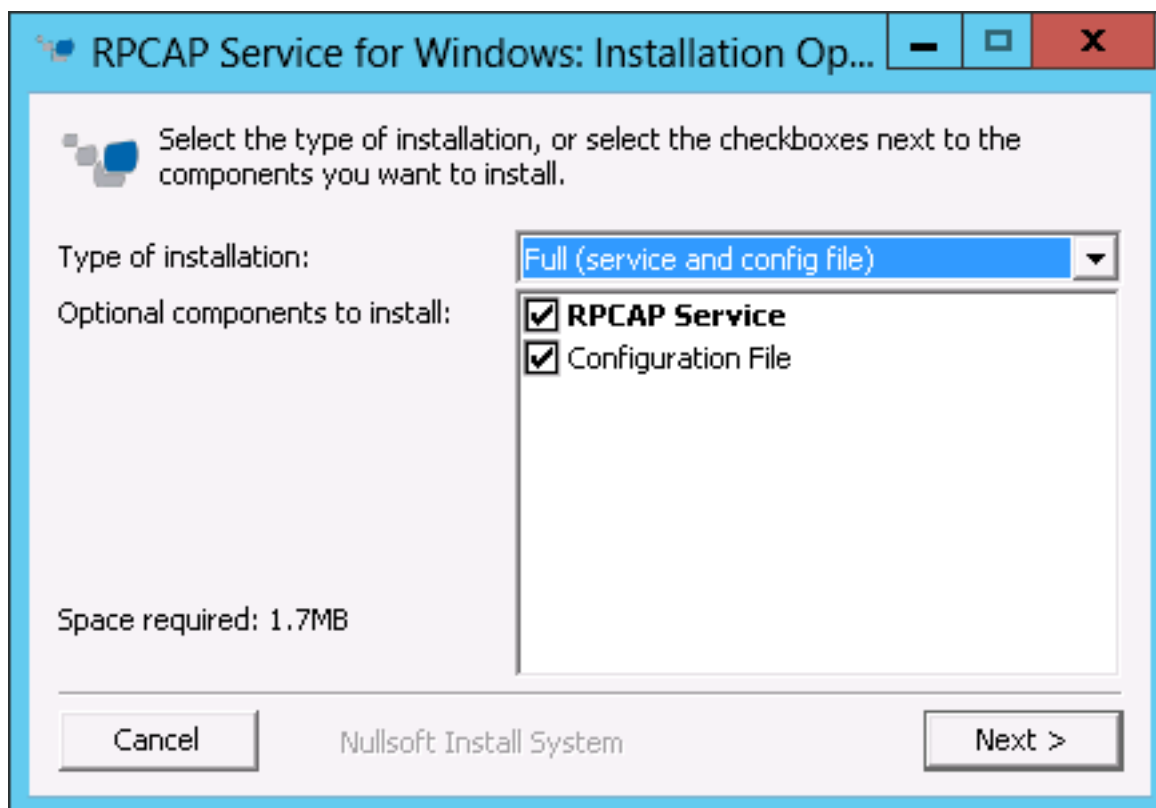 RPCAP Service for Windows: Installation Op...
Select the type of installation, or select the checkboxes next to the
components you want to install.
Type of installation:
Full (service and config file)
Optional components to install:
RPCAP Service
Configuration File
Space required: 1.7MB
Cancel
Nullsoft Install System
Next >